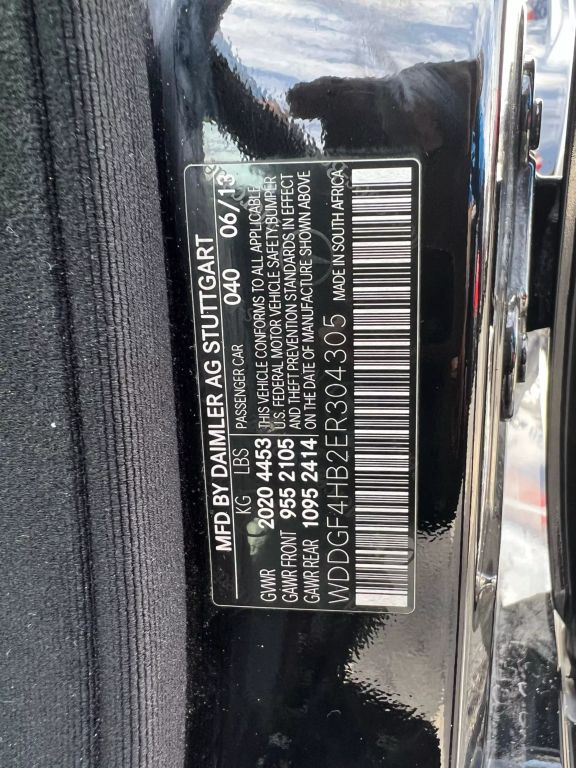 MFD BY DAIMLER AG STUTTGART
KG LBS PASSENGER CAR 040 06/13
GVWR 2020 4453 THIS VEHICLE CONFORMS TO ALL APPLICABLE
U.S. FEDERAL MOTOR VEHICLE SAFETY,BUMPER
GAWR FRONT 955 2105 AND THEFT PREVENTION STANDARDS IN EFFECT
GAWR REAR 1095 2414 ON THE DATE OF MANUFACTURE SHOWN ABOVE
WDDGF4HB2ER304305 MADE IN SOUTH AFRICA